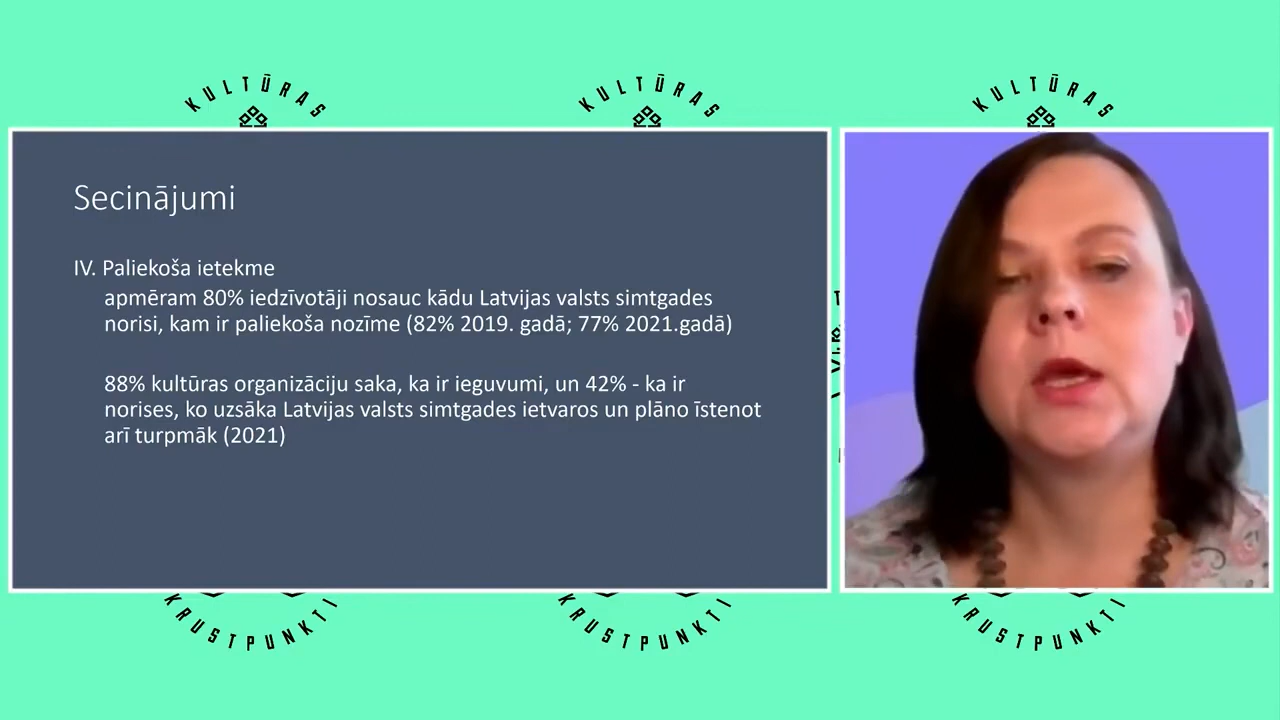 KULTŪRAS
KULTŪRAS
KULTŪRAS
Secinājumi
IV. Paliekoša ietekme
apmēram 80% iedzīvotāji nosauc kādu Latvijas valsts simtgades
norisi, kam ir paliekoša nozīme (82% 2019. gadā; 77% 2021.gadā)
88% kultūras organizāciju saka, ka ir ieguvumi, un 42% - ka ir
norises, ko uzsāka Latvijas valsts simtgades ietvaros un plāno īstenot
arī turpmāk (2021)
KRUSTPUNKTI
KRUSTPUNKTI
KRUSTPUNKTI